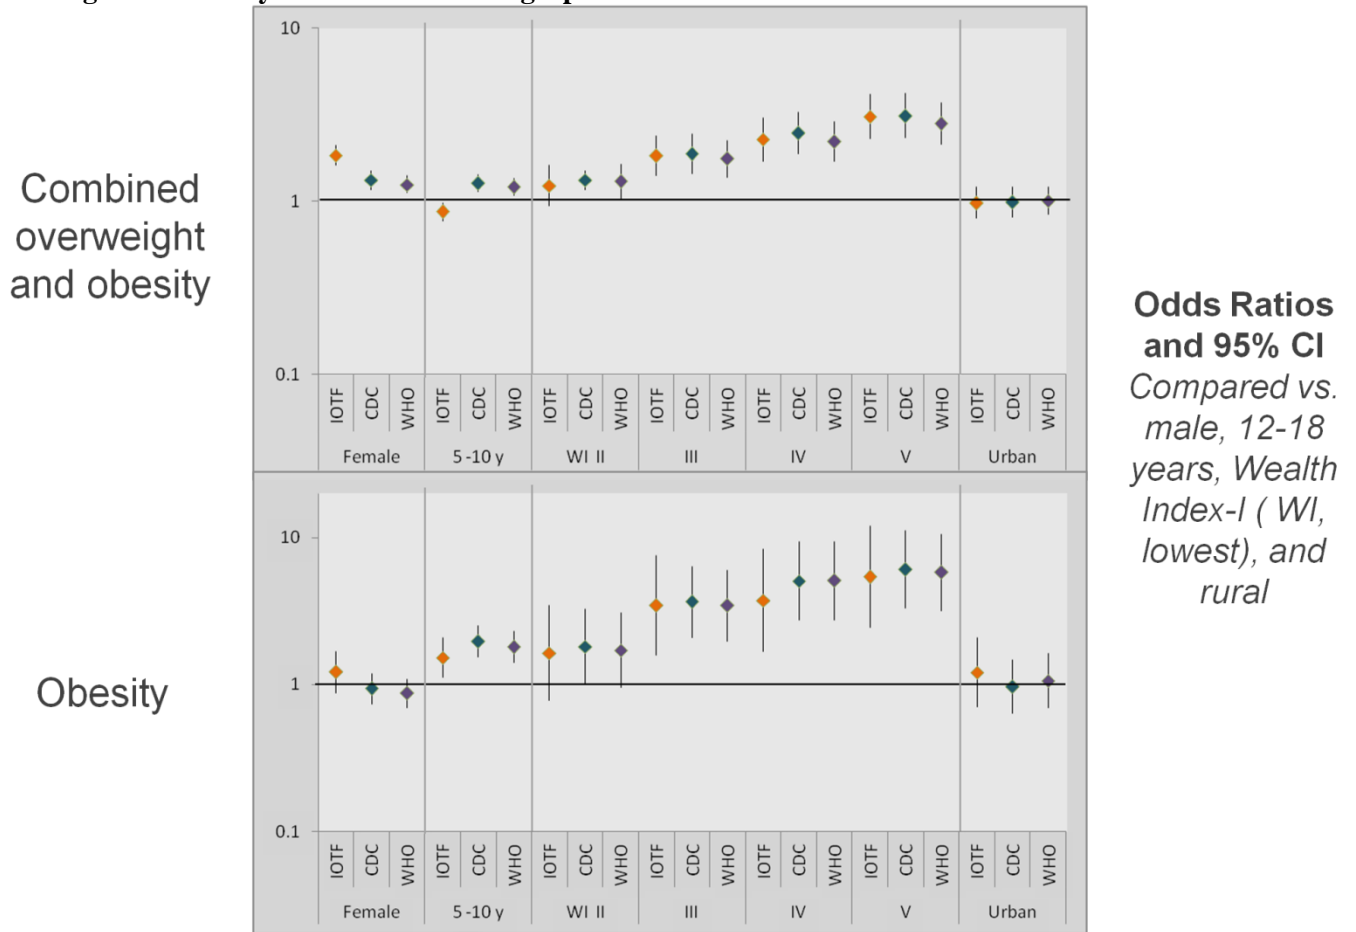 10
1
0.1
IOTF CDC WHO IOTF CDC WHO IOTF CDC WHO IOTF CDC WHO IOTF CDC WHO IOTF CDC WHO IOTF CDC WHO
Female 5-10 y WI II III IV V Urban
Combined
overweight
and obesity
10
1
0.1
IOTF CDC WHO IOTF CDC WHO IOTF CDC WHO IOTF CDC WHO IOTF CDC WHO IOTF CDC WHO IOTF CDC WHO
Female 5-10 y WI II III IV V Urban
Obesity
Odds Ratios
and 95% CI
Compared vs.
male, 12-18
years, Wealth
Index-I ( WI,
lowest), and
rural